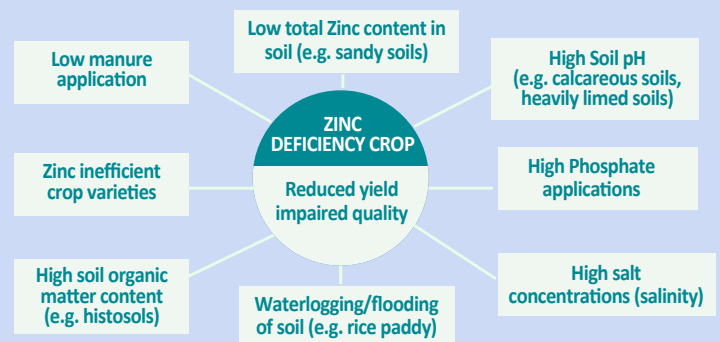 Low total Zinc content in
soil (e.g. sandy soils)
Low manure
application
High Soil pH
(e.g. calcareous soils,
heavily limed soils)
ZINC
DEFICIENCY CROP
Reduced yield
impaired quality
Zinc inefficient
crop varieties
High Phosphate
applications
High soil organic
matter content
(e.g. histosols)
Waterlogging/flooding
of soil (e.g. rice paddy)
High salt
concentrations (salinity)